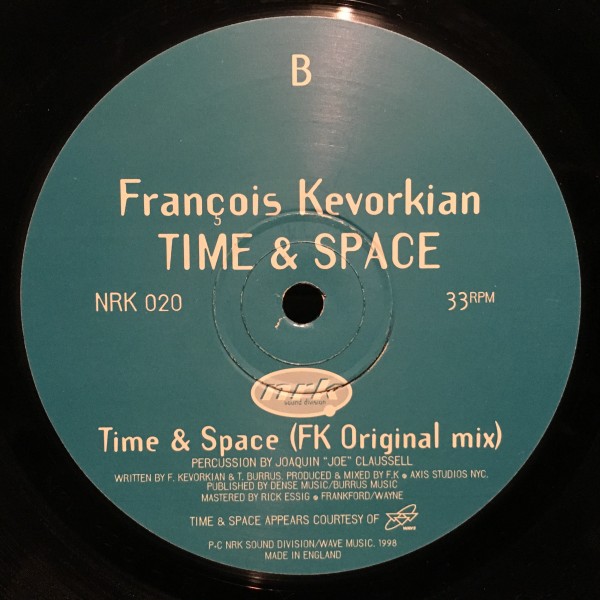 B
François Kevorkian
TIME & SPACE
NRK 020 33RPM
nrk
sound division
Time & Space (FK Original mix)
PERCUSSION BY JOAQUIN "JOE" CLAUSSELL
WRITTEN BY F. KEVORKIAN & T. BURRUS. PRODUCED & MIXED BY F.K ● AXIS STUDIOS NYC.
PUBLISHED BY DENSE MUSIC/BURRUS MUSIC
MASTERED BY RICK ESSIG ● FRANKFORD/WAYNE
TIME & SPACE APPEARS COURTESY OF WAVE
P+C NRK SOUND DIVISION/WAVE MUSIC. 1998
MADE IN ENGLAND